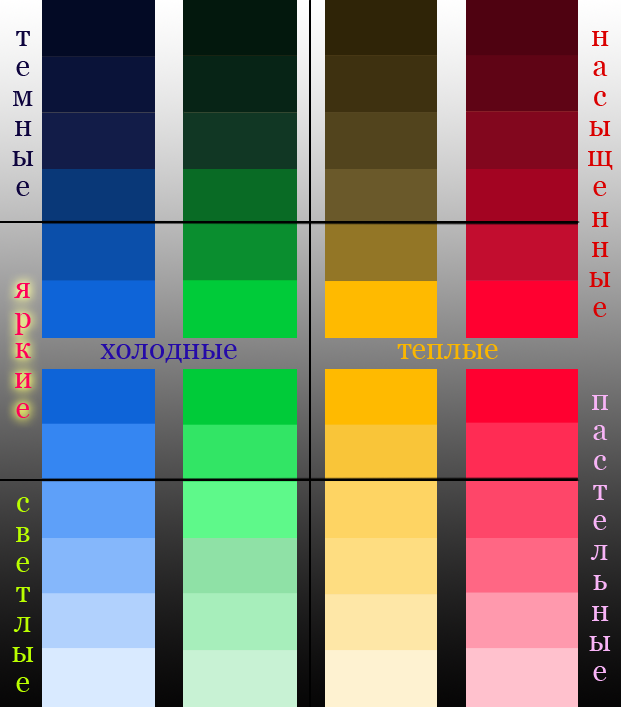 темные
насыщенные
яркие
холодные
теплые
пастельные
светлые